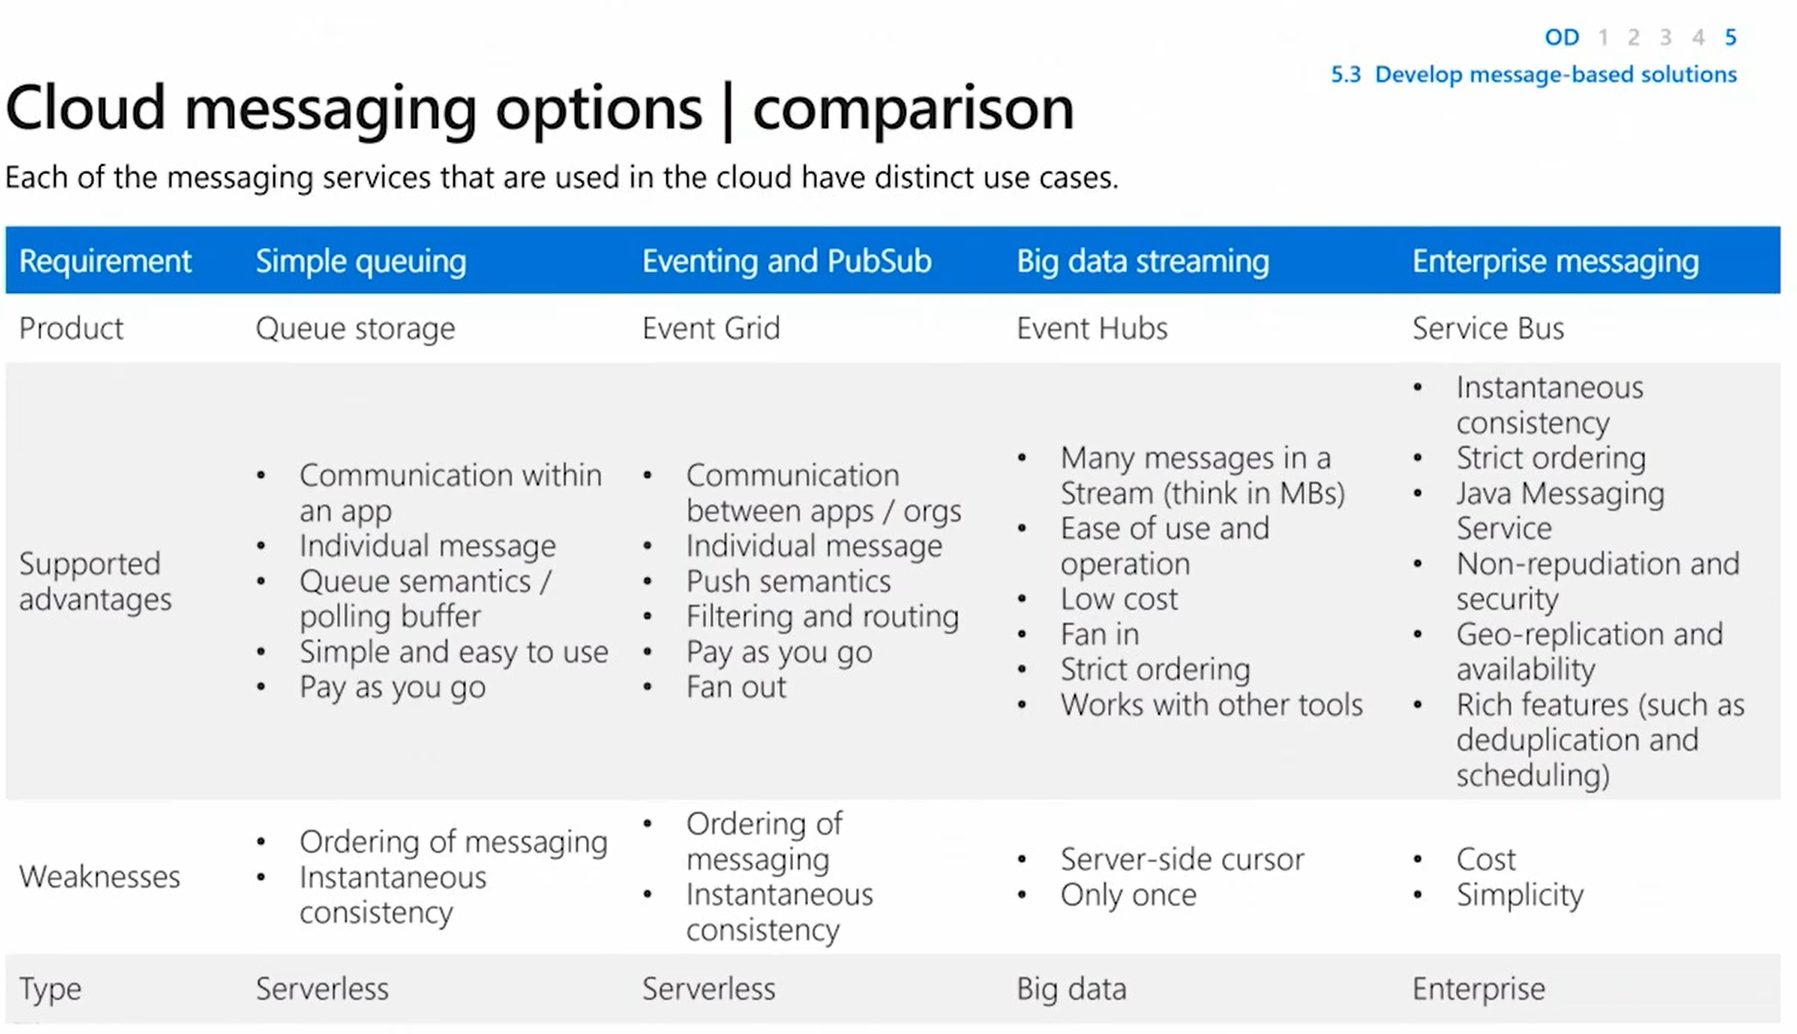 OD 1 2 3 4 5
5.3 Develop message-based solutions
Cloud messaging options | comparison
Each of the messaging services that are used in the cloud have distinct use cases.
Requirement
Simple queuing
Eventing and PubSub
Big data streaming
Enterprise messaging
Product
Queue storage
Event Grid
Event Hubs
Service Bus
Supported
advantages
• Communication within
an app
• Individual message
• Queue semantics /
polling buffer
• Simple and easy to use
• Pay as you go
• Communication
between apps / orgs
• Individual message
• Push semantics
• Filtering and routing
• Pay as you go
• Fan out
• Many messages in a
Stream (think in MBs)
• Ease of use and
operation
• Low cost
• Fan in
• Strict ordering
• Works with other tools
• Instantaneous
consistency
• Strict ordering
• Java Messaging
Service
• Non-repudiation and
security
• Geo-replication and
availability
• Rich features (such as
deduplication and
scheduling)
Weaknesses
• Ordering of messaging
• Instantaneous
consistency
• Ordering of
messaging
• Instantaneous
consistency
• Server-side cursor
• Only once
• Cost
• Simplicity
Type
Serverless
Serverless
Big data
Enterprise